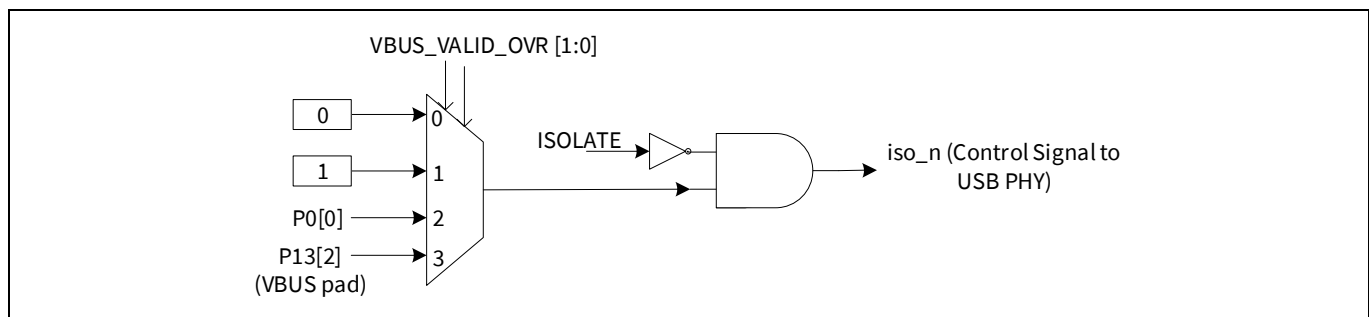 VBUS_VALID_OVR [1:0]
0
0
ISOLATE
iso_n (Control Signal to
USB PHY)
1
1
P0[0]
2
P13[2]
3
(VBUS pad)